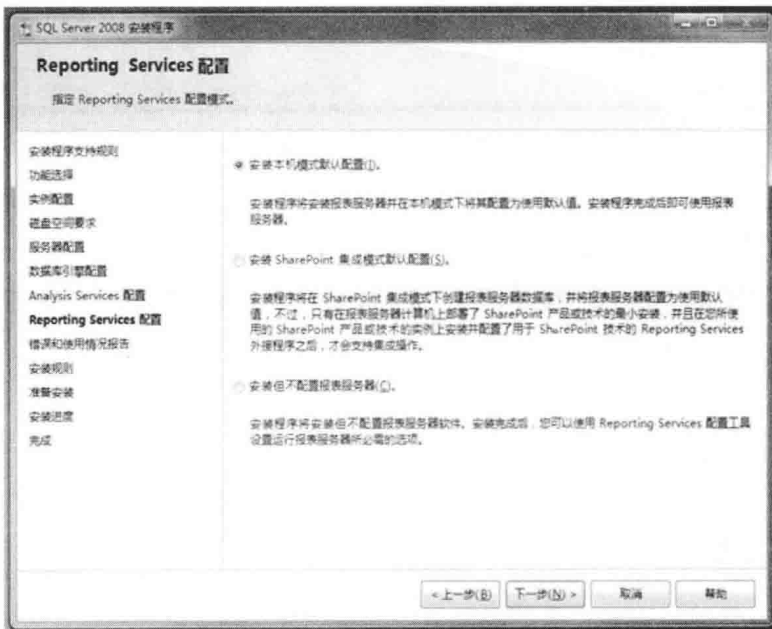 SQL Server 2008 安装程序
Reporting Services 配置
指定 Reporting Services 配置模式。
安装程序支持规则
功能选择
实例配置
磁盘空间要求
服务器配置
数据库引擎配置
Analysis Services 配置
Reporting Services 配置
错误和使用情况报告
安装规则
准备安装
安装进度
完成
安装本机模式默认配置(I)。
安装程序将安装报表服务器并在本机模式下将其配置为使用默认值。安装程序完成后即可使用报表
服务器。
安装 SharePoint 集成模式默认配置(S)。
安装程序将在 SharePoint 集成模式下创建报表服务器数据库，并将报表服务器配置为使用默认
值，不过，只有在报表服务器计算机上部署了 SharePoint 产品或技术的最小安装，并且在您所使
用的 SharePoint 产品或技术的实例上安装并配置了用于 SharePoint 技术的 Reporting Services
外接程序之后，才会支持集成操作。
安装但不配置报表服务器(C)。
安装程序将安装但不配置报表服务器软件。安装完成后，您可以使用 Reporting Services 配置工具
设置运行报表服务器所必需的选项。
< 上一步(B)
下一步(N) >
取消
帮助